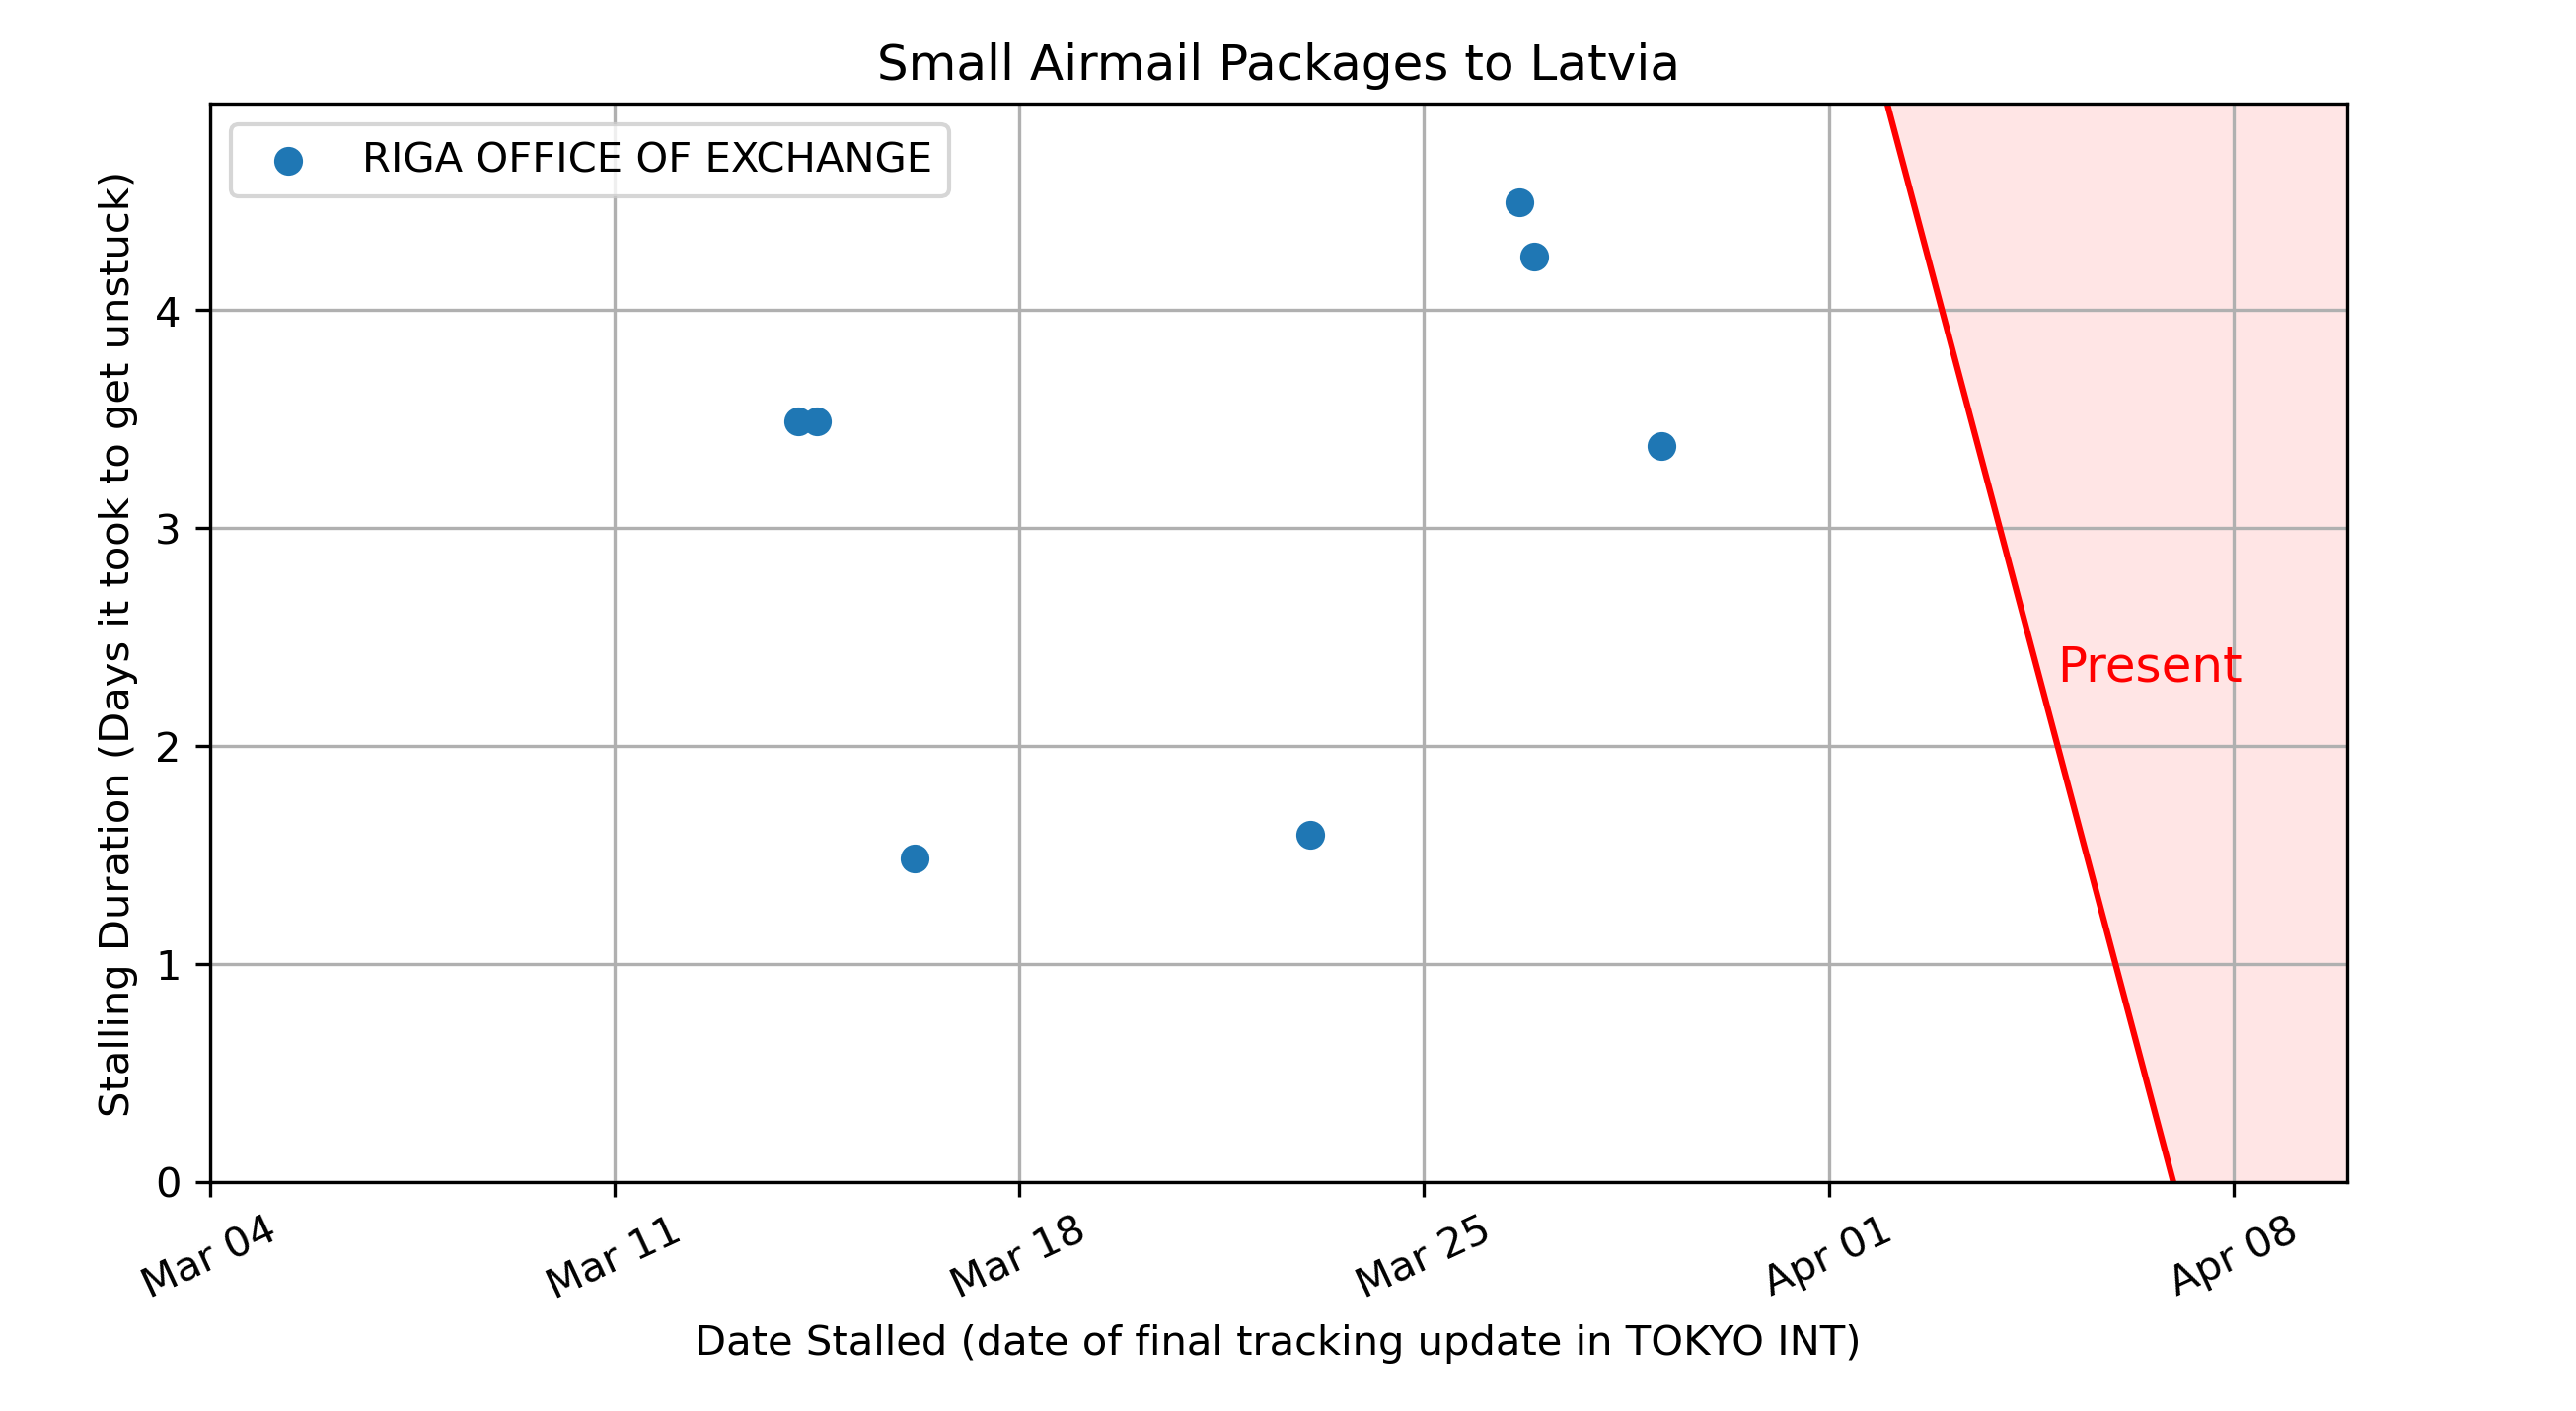 Small Airmail Packages to Latvia
RIGA OFFICE OF EXCHANGE
Stalling Duration (Days it took to get unstuck)
4
3
2
1
0
Present
Mar 04
Mar 11
Mar 18
Mar 25
Apr 01
Apr 08
Date Stalled (date of final tracking update in TOKYO INT)